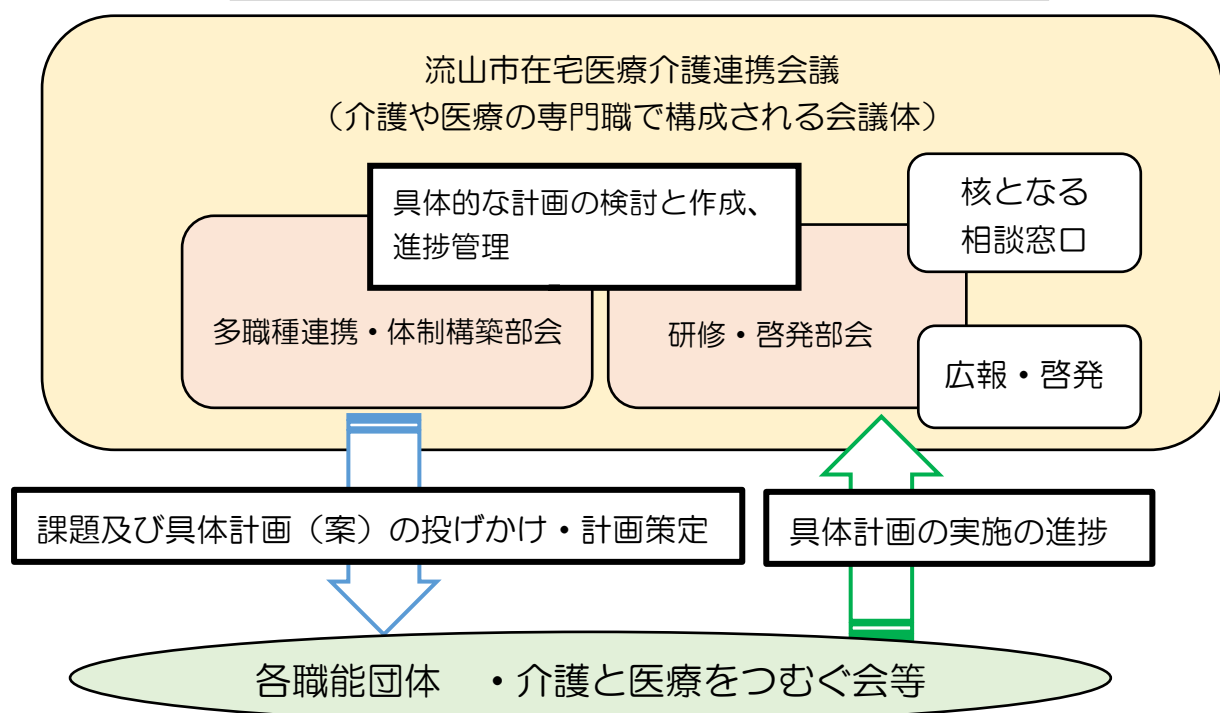 流山市在宅医療介護連携会議
（介護や医療の専門職で構成される会議体）
具体的な計画の検討と作成、
進捗管理
核となる
相談窓口
多職種連携・体制構築部会
研修・啓発部会
広報・啓発
課題及び具体計画（案）の投げかけ・計画策定
具体計画の実施の進捗
各職能団体　・介護と医療をつむぐ会等